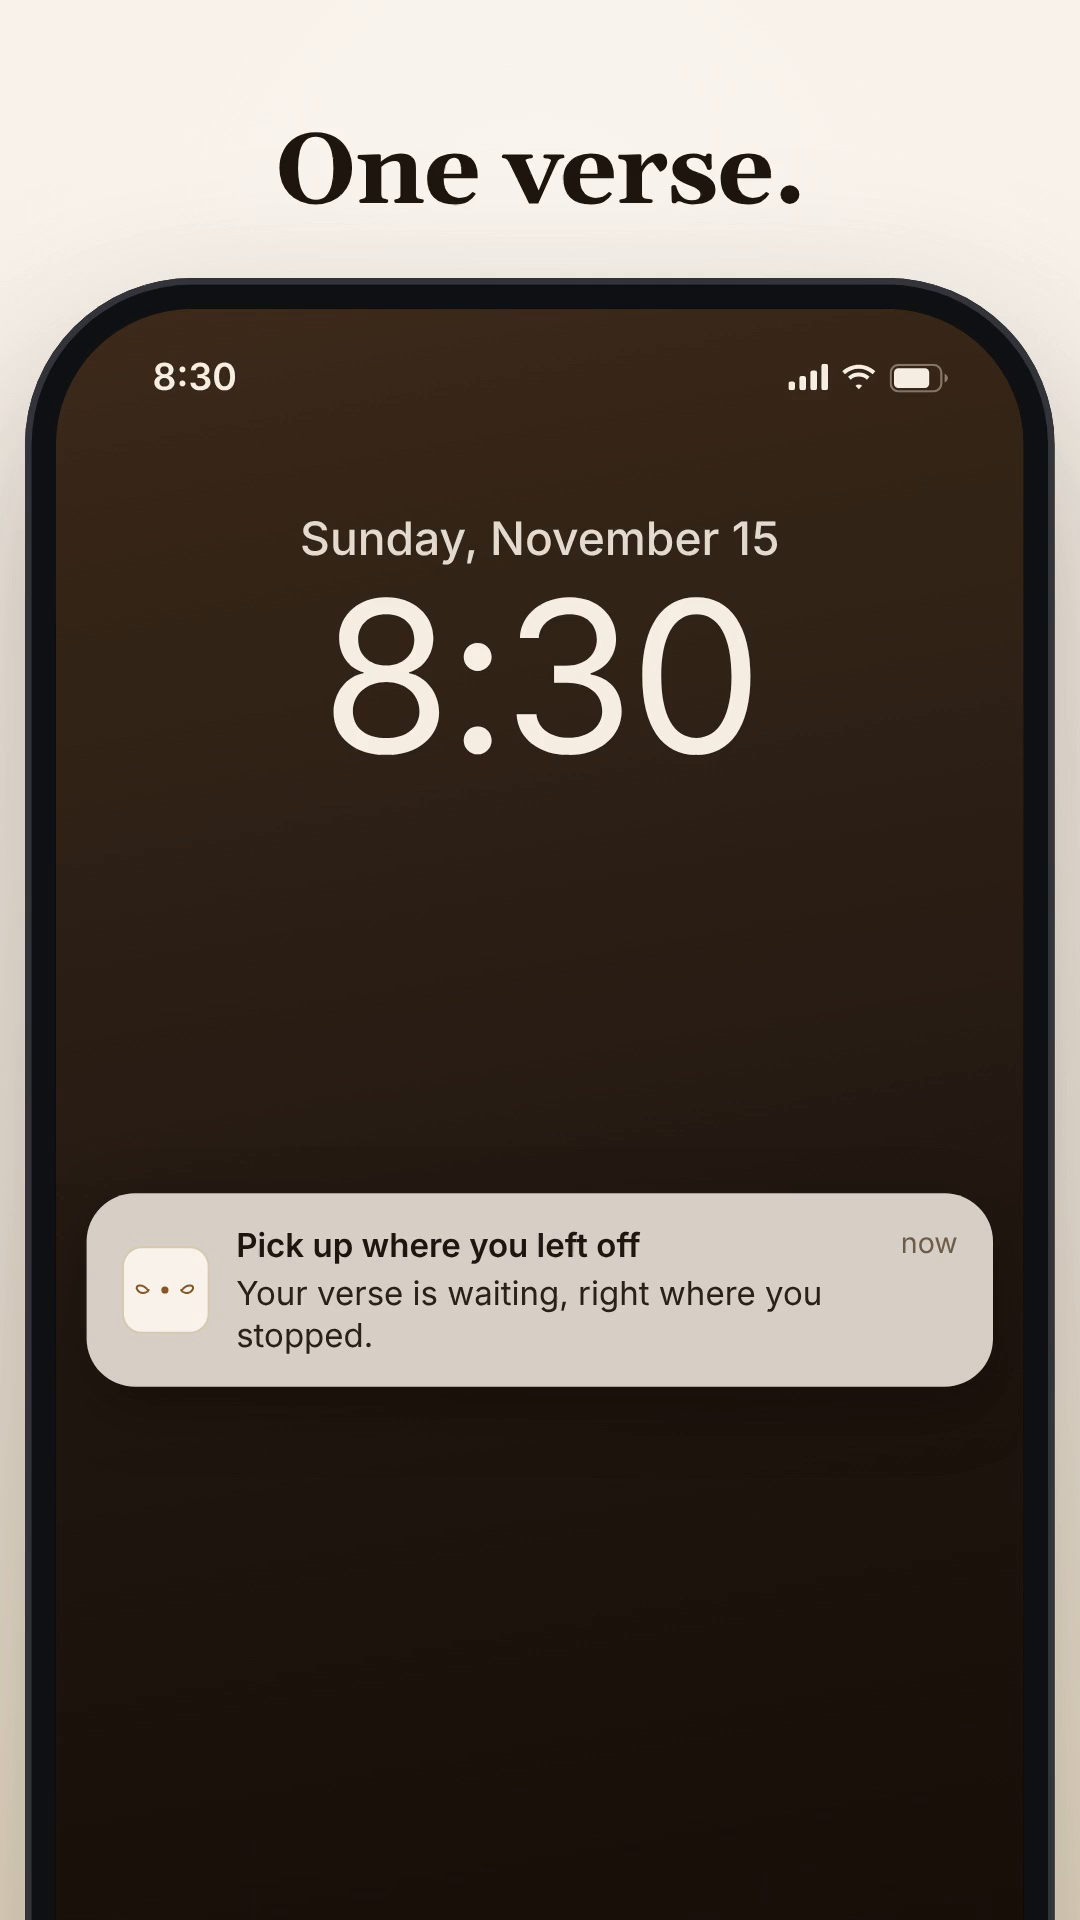 One verse.
8:30
Sunday, November 15
8:30
Pick up where you left off
now
Your verse is waiting, right where you
stopped.